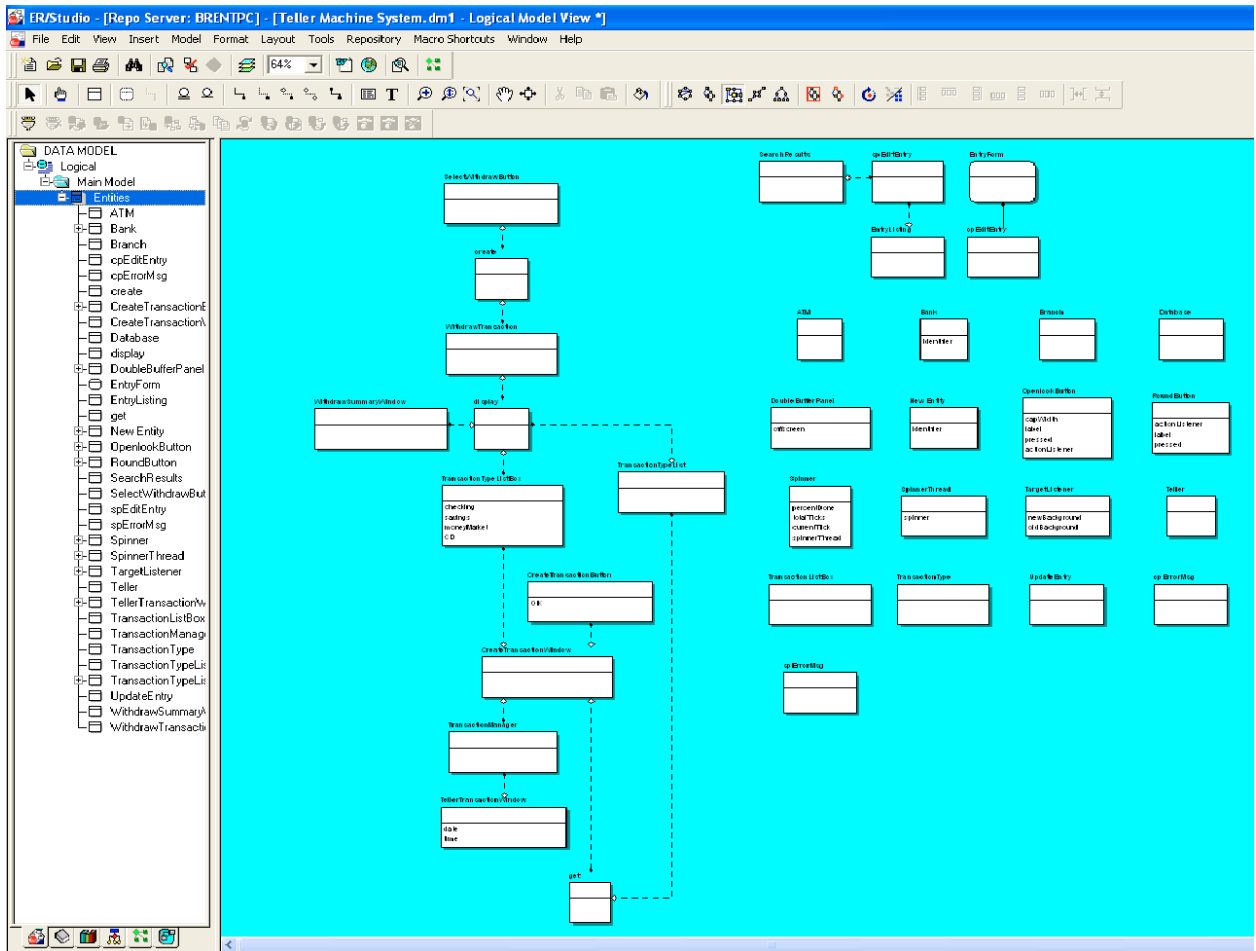 ER/Studio - [Repo Server: BRENTPC] - [Teller Machine System.dm1 - Logical Model View *]
File Edit View Insert Model Format Layout Tools Repository Macro Shortcuts Window Help
64%
DATA MODEL
Logical
Main Model
Entities
ATM
Bank
Branch
cpEditEntry
cpErrorMsg
create
CreateTransactionE
CreateTransaction\
Database
display
DoubleBufferPanel
EntryForm
EntryListing
get
New Entity
OpenlookButton
RoundButton
SearchResults
SelectWithdrawBut
spEditEntry
spErrorMsg
Spinner
SpinnerThread
TargetListener
Teller
TellerTransactionW
TransactionListBox
TransactionManag
TransactionType
TransactionTypeLis
TransactionTypeLis
UpdateEntry
WithdrawSummary\
WithdrawTransacti
SelectWithdrawButton
create
WithdrawTransaction
WithdrawSummaryWindow
display
TransactionTypeListBox
checking
savings
moneyMarket
CD
TransactionTypeList
CreateTransactionButton
OK
CreateTransactionWindow
TransactionManager
TellerTransactionWindow
date
time
get
SearchResults
spEditEntry
EntryForm
EntryListing
cpEditEntry
ATM
Bank
Identifier
Branch
Database
DoubleBufferPanel
offScreen
New Entity
Identifier
OpenlookButton
capWidth
label
pressed
actionListener
RoundButton
actionListener
label
pressed
Spinner
percentDone
totalTicks
currentTick
spinnerThread
SpinnerThread
spinner
TargetListener
newBackground
oldBackground
Teller
TransactionListBox
TransactionType
UpdateEntry
cpErrorMsg
spErrorMsg